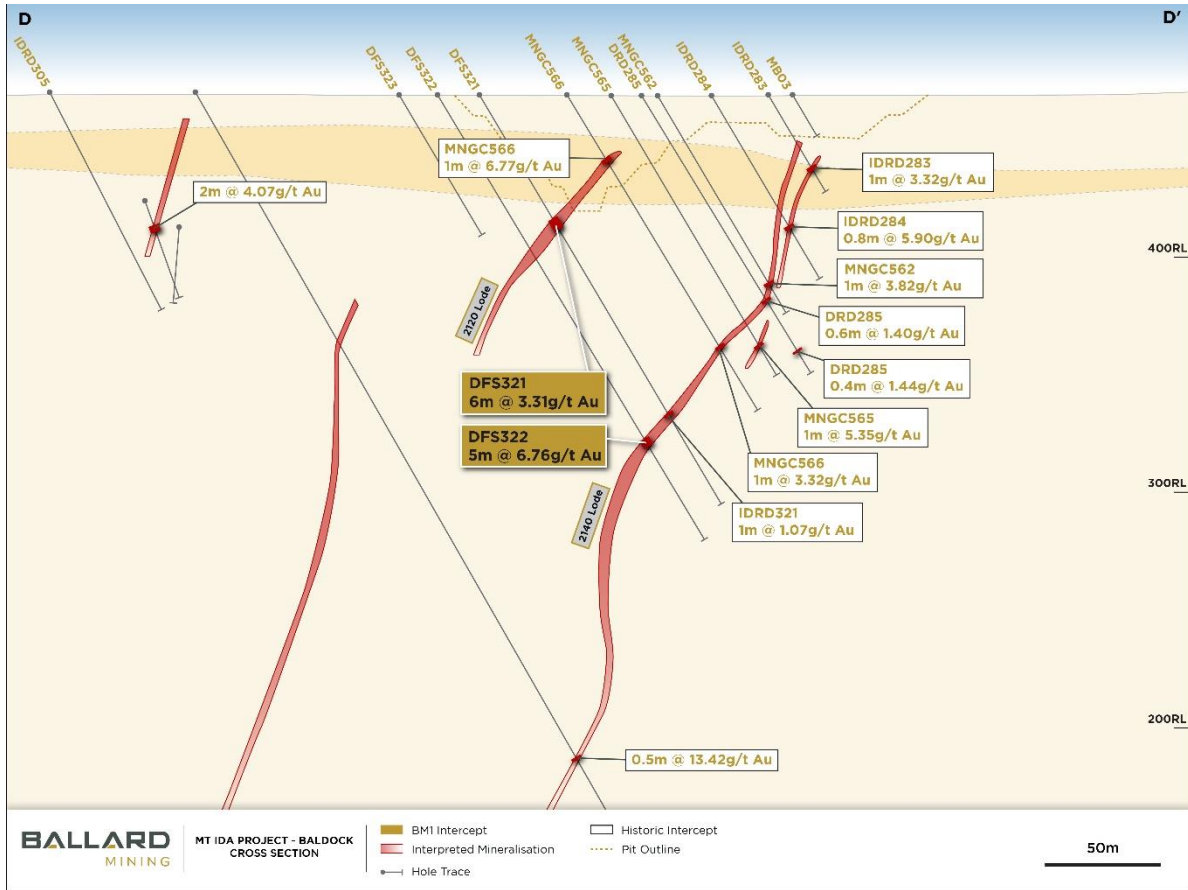 D
D'
IDRD305
DFS323
DFS322
DFS321
MNGC566
MNGC565
DRD285
MNGC562
IDRD284
IDRD283
MB03
MNGC566
1m @ 6.77g/t Au
2m @ 4.07g/t Au
IDRD283
1m @ 3.32g/t Au
IDRD284
0.8m @ 5.90g/t Au
400RL
MNGC562
1m @ 3.82g/t Au
2120 Lode
DRD285
0.6m @ 1.40g/t Au
DRD285
0.4m @ 1.44g/t Au
DFS321
6m @ 3.31g/t Au
MNGC565
1m @ 5.35g/t Au
DFS322
5m @ 6.76g/t Au
MNGC566
1m @ 3.32g/t Au
300RL
2140 Lode
IDRD321
1m @ 1.07g/t Au
200RL
0.5m @ 13.42g/t Au
BALLARD
MINING
MT IDA PROJECT - BALDOCK
CROSS SECTION
BM1 Intercept
Interpreted Mineralisation
Hole Trace
Historic Intercept
Pit Outline
50m